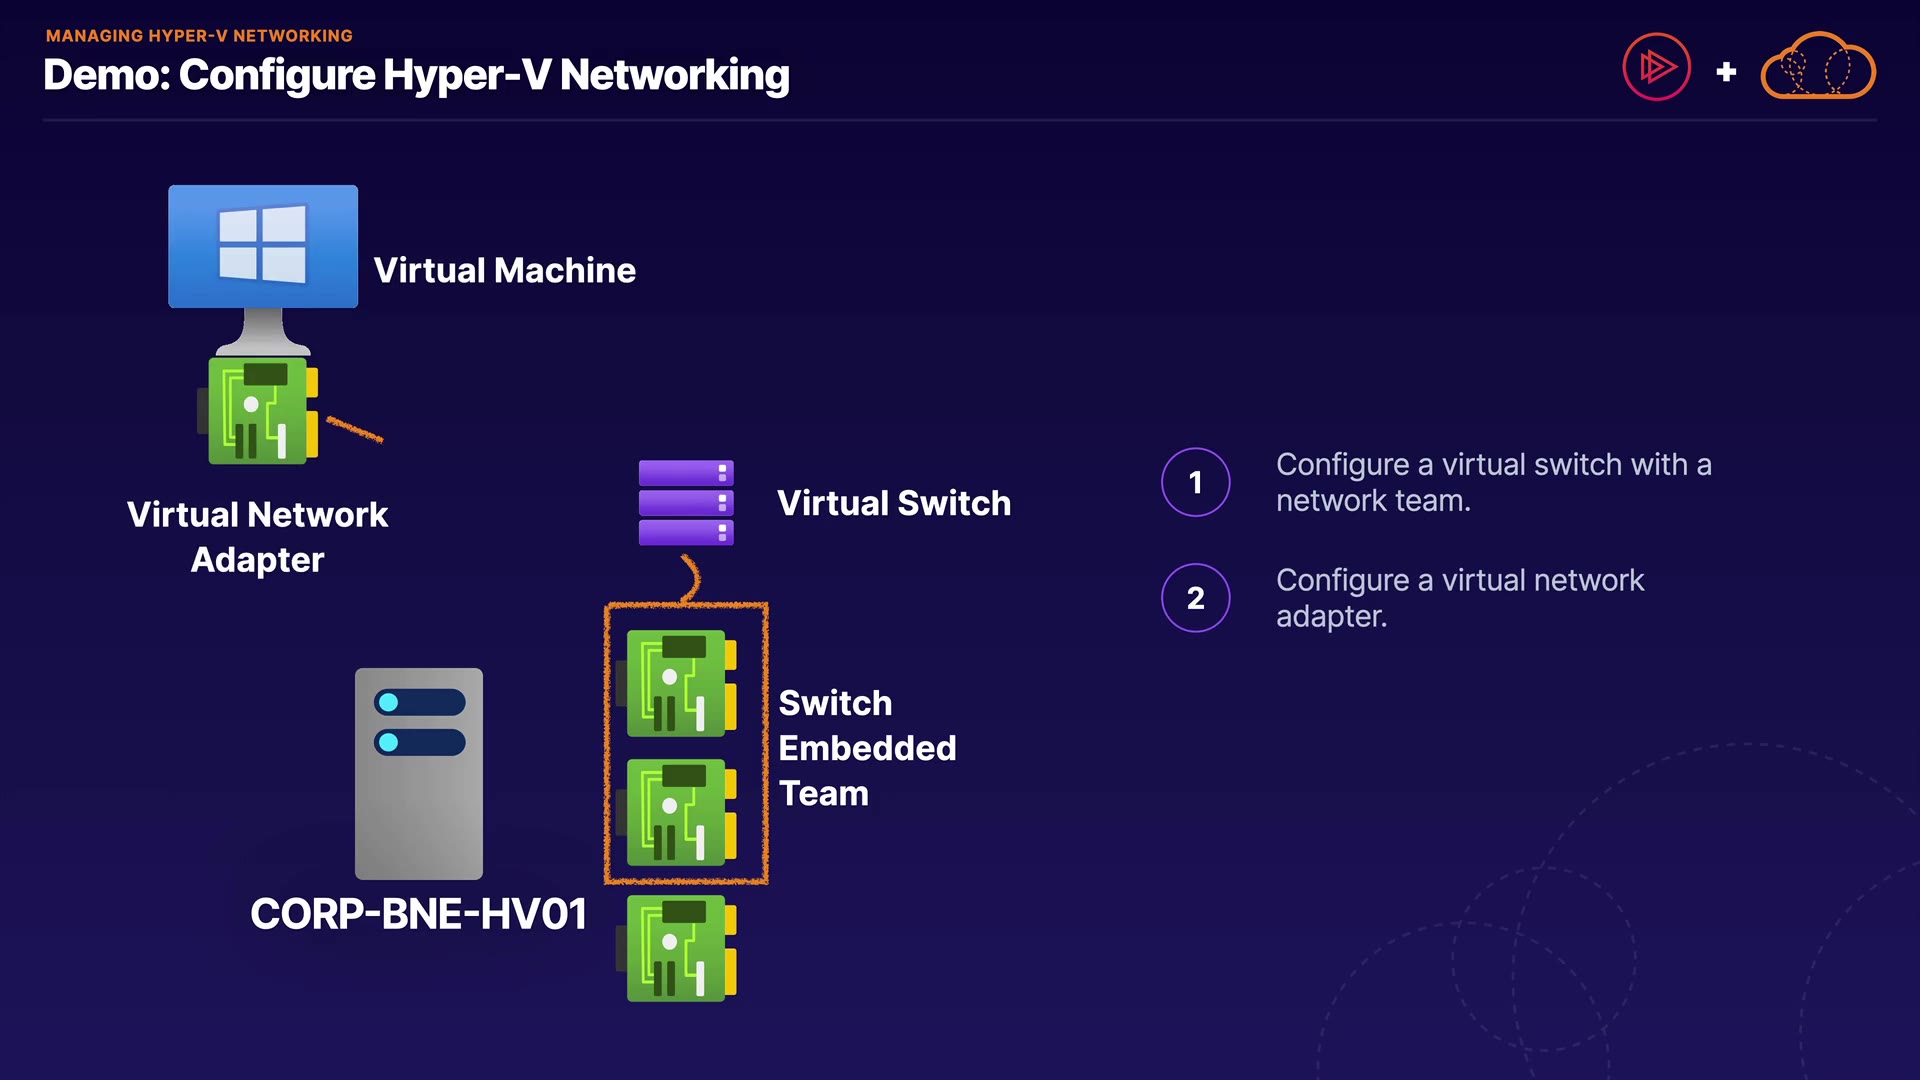 MANAGING HYPER-V NETWORKING
Demo: Configure Hyper-V Networking
Virtual Machine
Virtual Network
Adapter
Virtual Switch
Switch
Embedded
Team
CORP-BNE-HV01
1
Configure a virtual switch with a
network team.
2
Configure a virtual network
adapter.